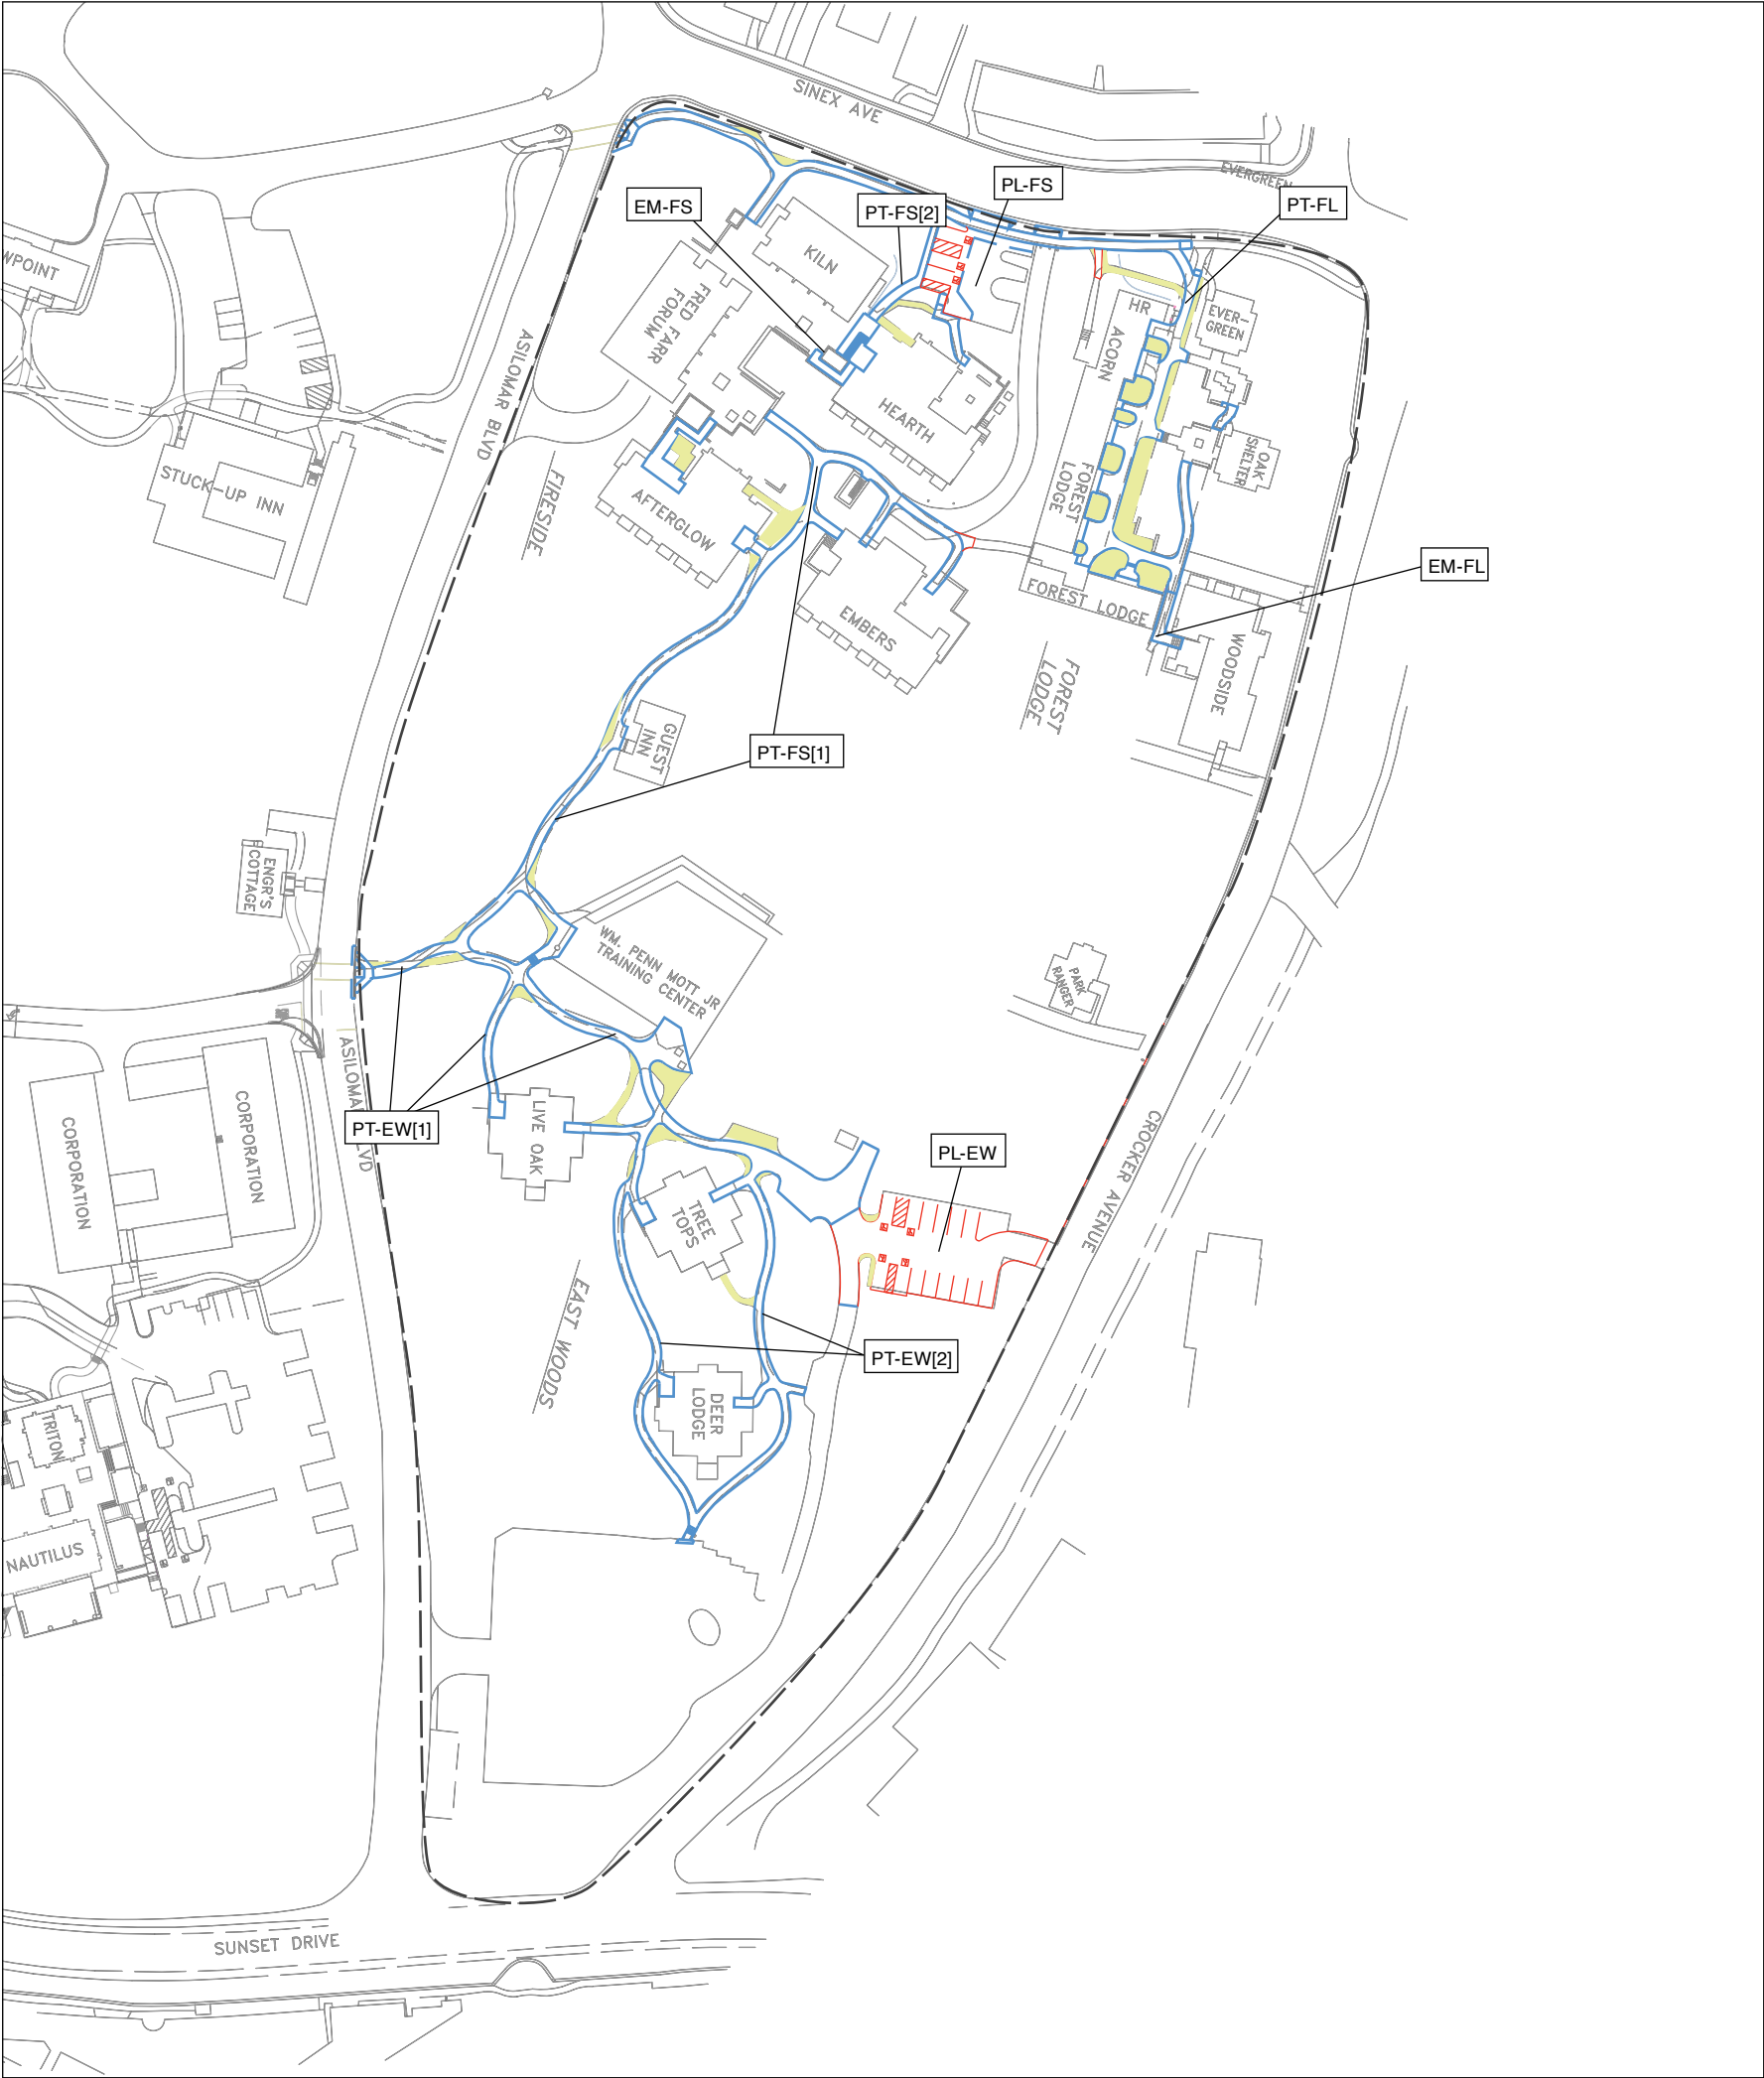 SINEX AVE
EVERGREEN
PL-FS
EM-FS
PT-FS[2]
PT-FL
WPOINT
KILN
FRED FARR
FORUM
HR
EVER-
GREEN
ACORN
ASILOMAR BLVD
HEARTH
STUCK-UP INN
FIRESIDE
AFTERGLOW
FOREST
LODGE
OAK
SHELTER
EM-FL
FOREST LODGE
EMBERS
WOODSIDE
FOREST
LODGE
GUEST
INN
PT-FS[1]
ENGR'S
COTTAGE
WM. PENN MOTT JR
TRAINING CENTER
PARK
RANGER
ASILOMA
LVD
CORPORATION
CORPORATION
PT-EW[1]
LIVE OAK
PL-EW
CROCKER AVENUE
TREE
TOPS
EAST WOODS
PT-EW[2]
DEER
LODGE
TRITON
NAUTILUS
SUNSET DRIVE